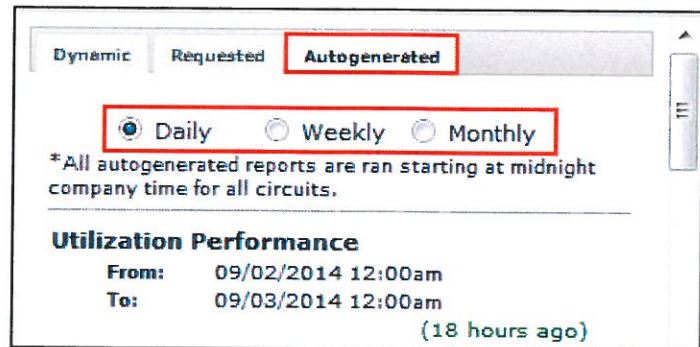 Dynamic Requested Autogenerated
Daily Weekly Monthly
*All autogenerated reports are ran starting at midnight
company time for all circuits.
Utilization Performance
From: 09/02/2014 12:00am
To: 09/03/2014 12:00am
(18 hours ago)